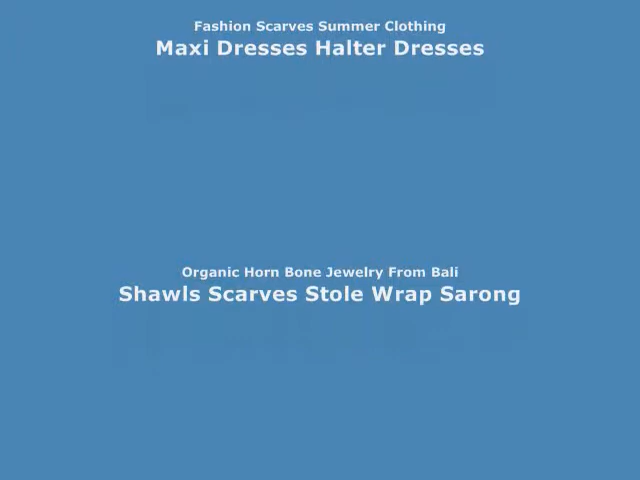 Fashion Scarves Summer Clothing
Maxi Dresses Halter Dresses
Organic Horn Bone Jewelry From Bali
Shawls Scarves Stole Wrap Sarong